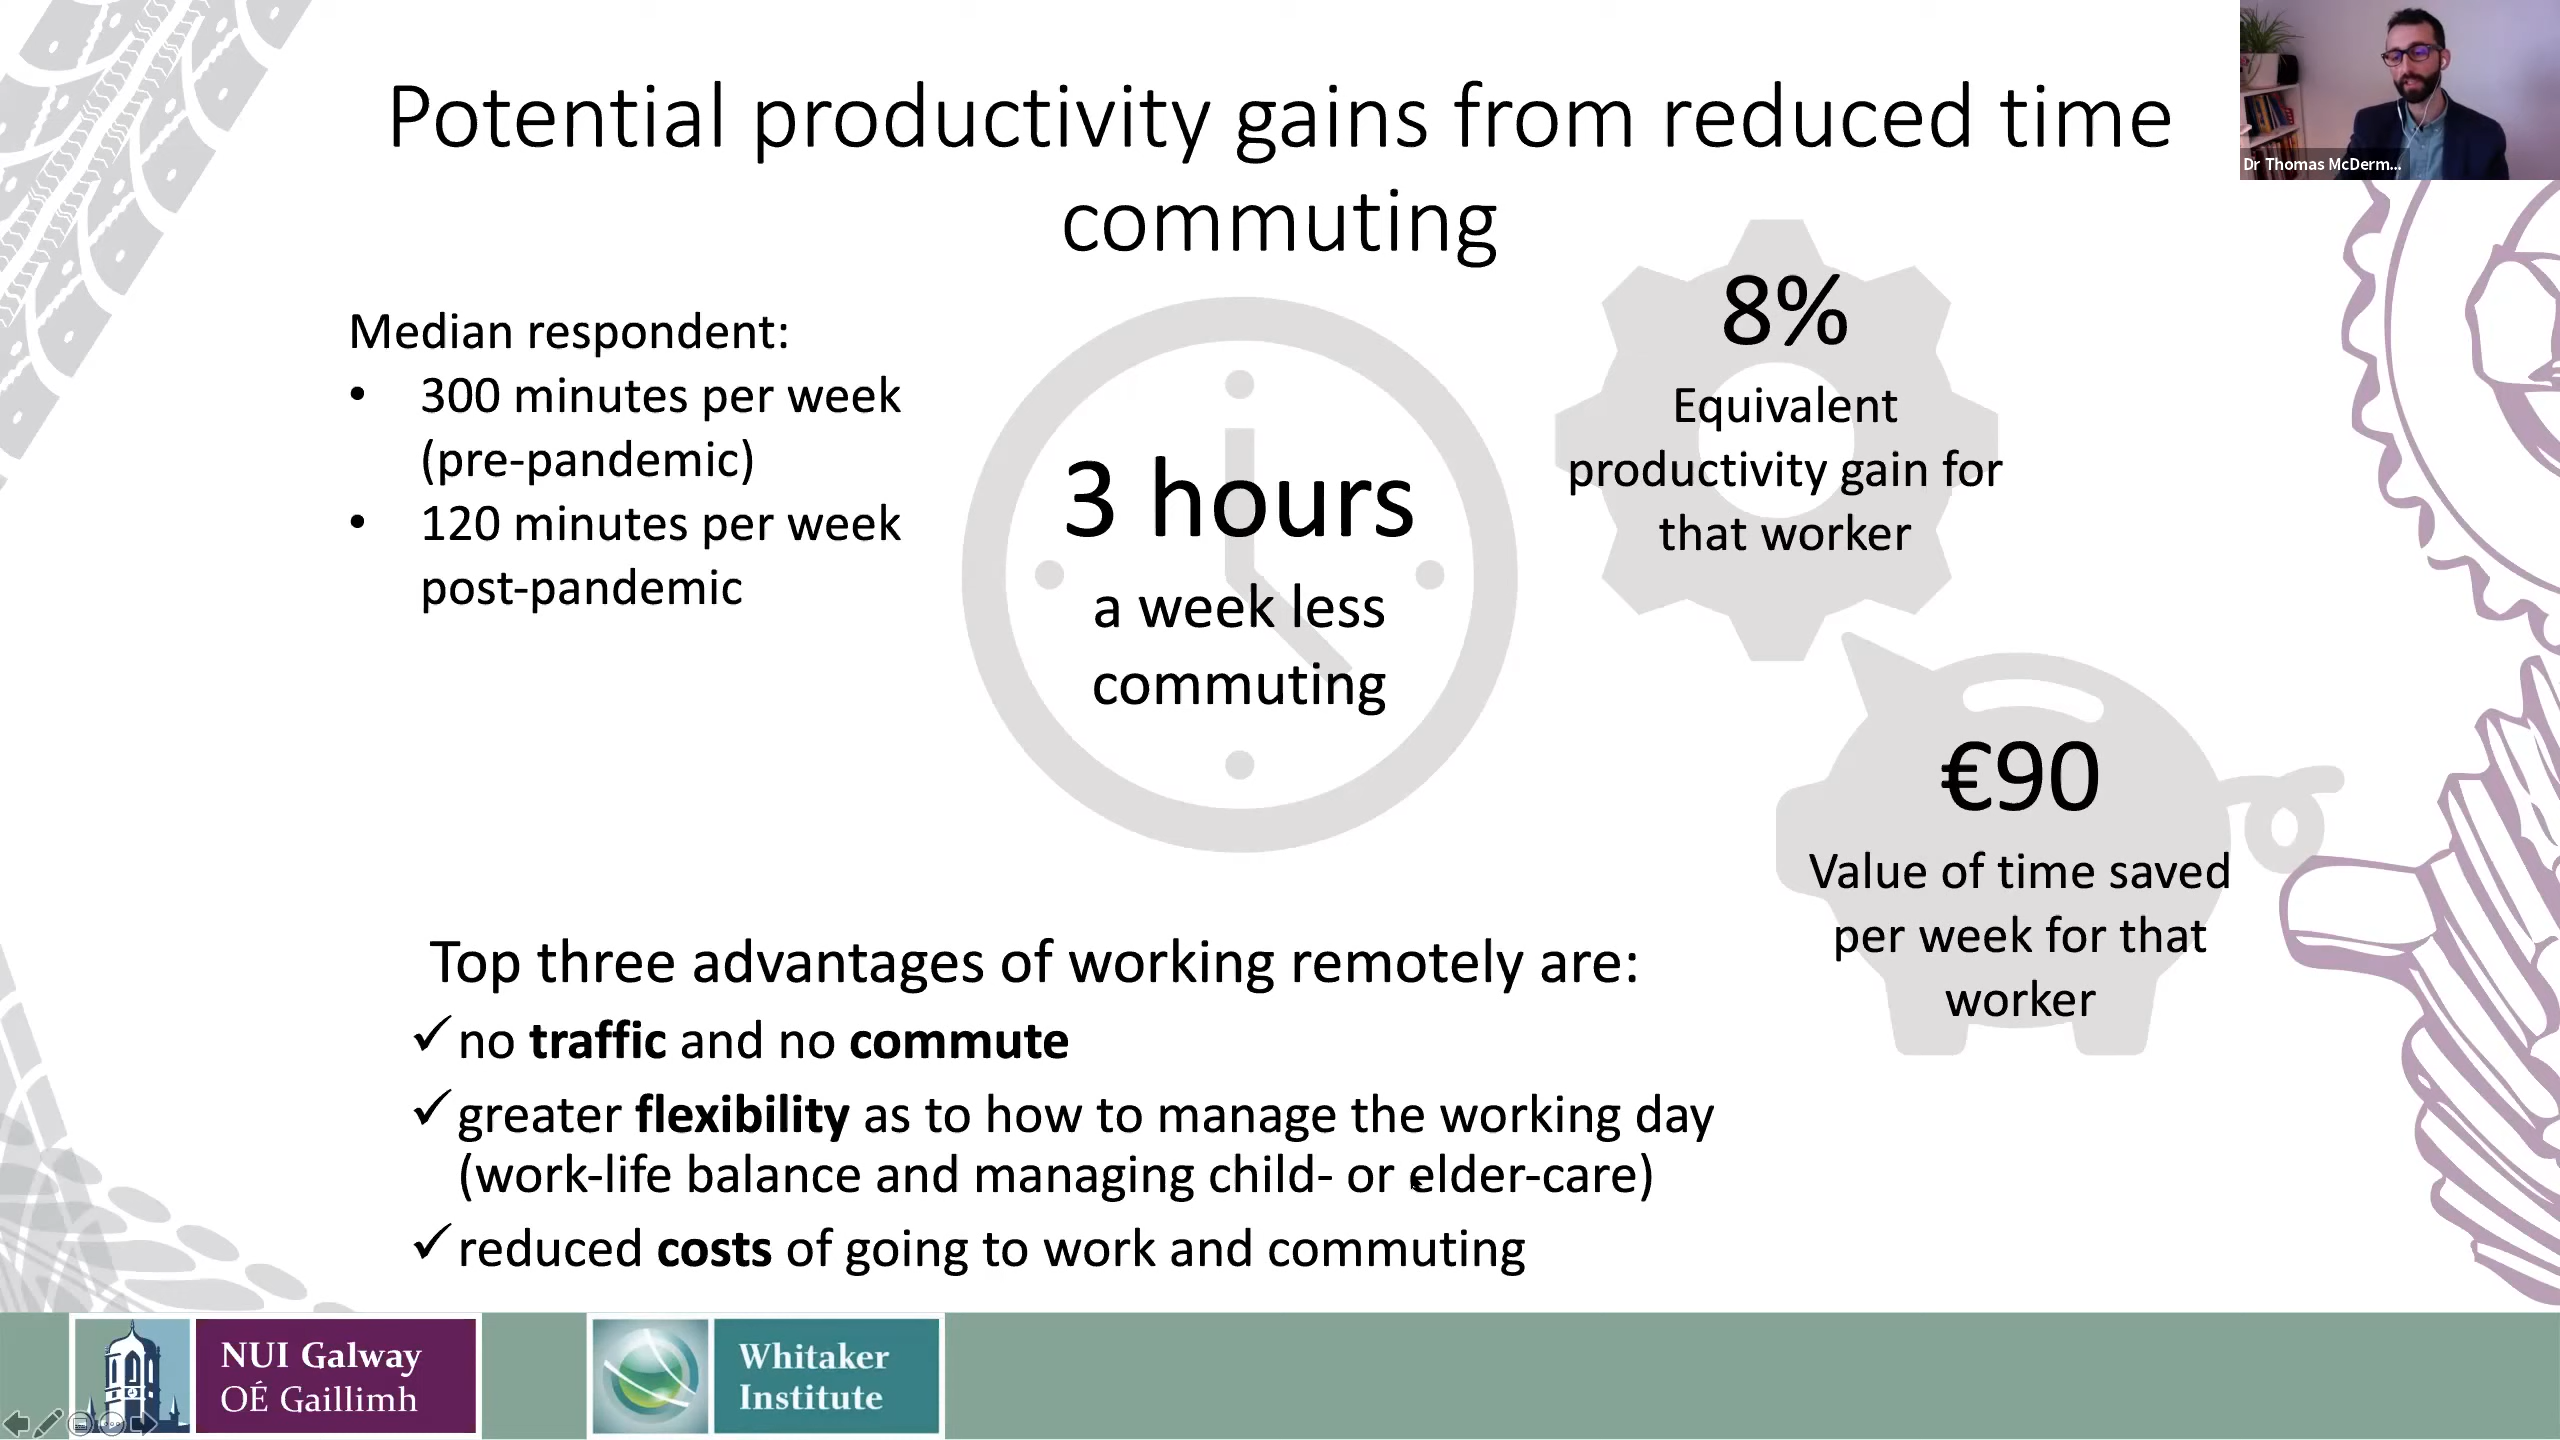 Potential productivity gains from reduced time
commuting
Dr Thomas McDerm...
Median respondent:
• 300 minutes per week
(pre-pandemic)
• 120 minutes per week
post-pandemic
3 hours
a week less
commuting
8%
Equivalent
productivity gain for
that worker
€90
Value of time saved
per week for that
worker
Top three advantages of working remotely are:
✓ no traffic and no commute
✓ greater flexibility as to how to manage the working day
(work-life balance and managing child- or elder-care)
✓ reduced costs of going to work and commuting
NUI Galway
OÉ Gaillimh
Whitaker
Institute